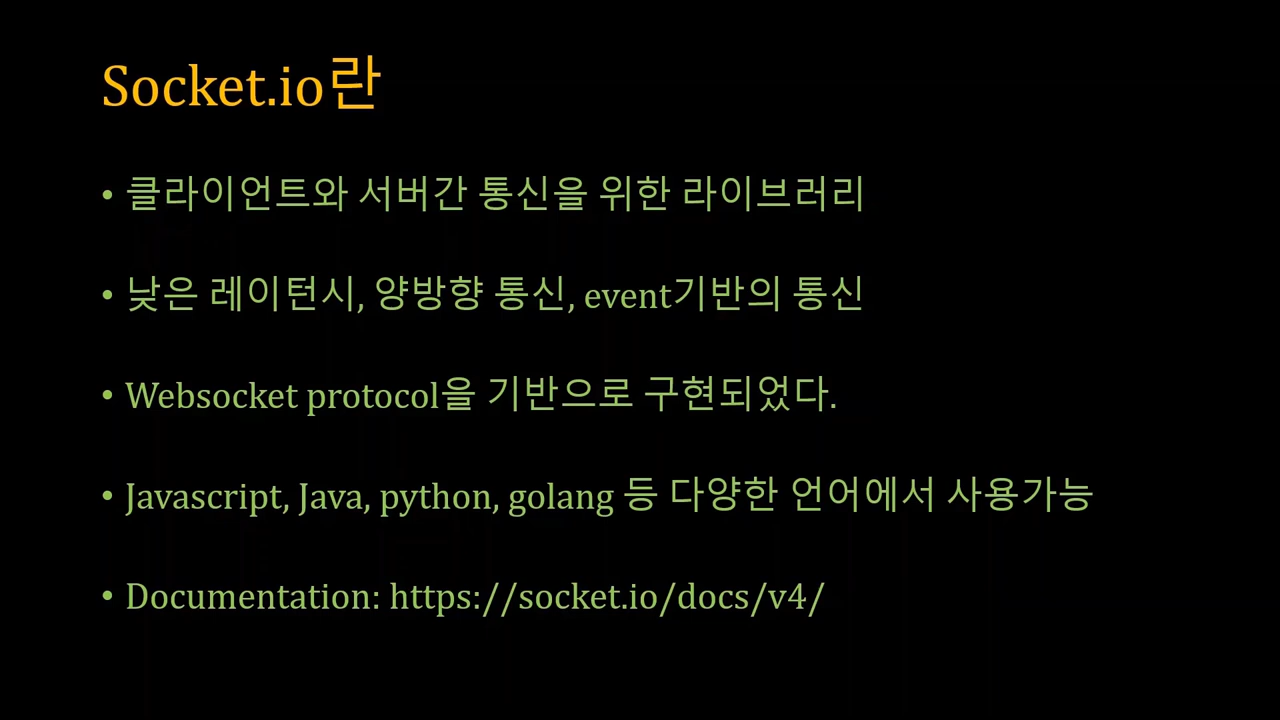 Socket.io란
• 클라이언트와 서버간 통신을 위한 라이브러리
• 낮은 레이턴시, 양방향 통신, event기반의 통신
• Websocket protocol을 기반으로 구현되었다.
• Javascript, Java, python, golang 등 다양한 언어에서 사용가능
• Documentation: https://socket.io/docs/v4/